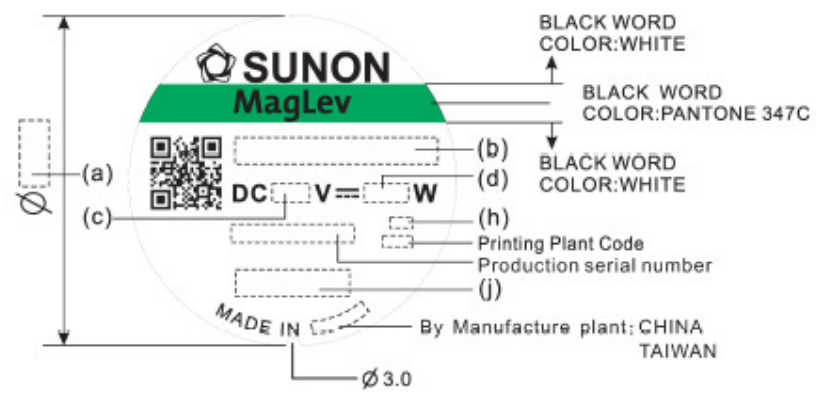 BLACK WORD
COLOR:WHITE
SUNON
MagLev
BLACK WORD
COLOR:PANTONE 347C
(a)
Ø
(b)
BLACK WORD
COLOR:WHITE
(d)
DC V W
(c)
(h)
Printing Plant Code
Production serial number
(j)
MADE IN
By Manufacture plant: CHINA
TAIWAN
Ø 3.0